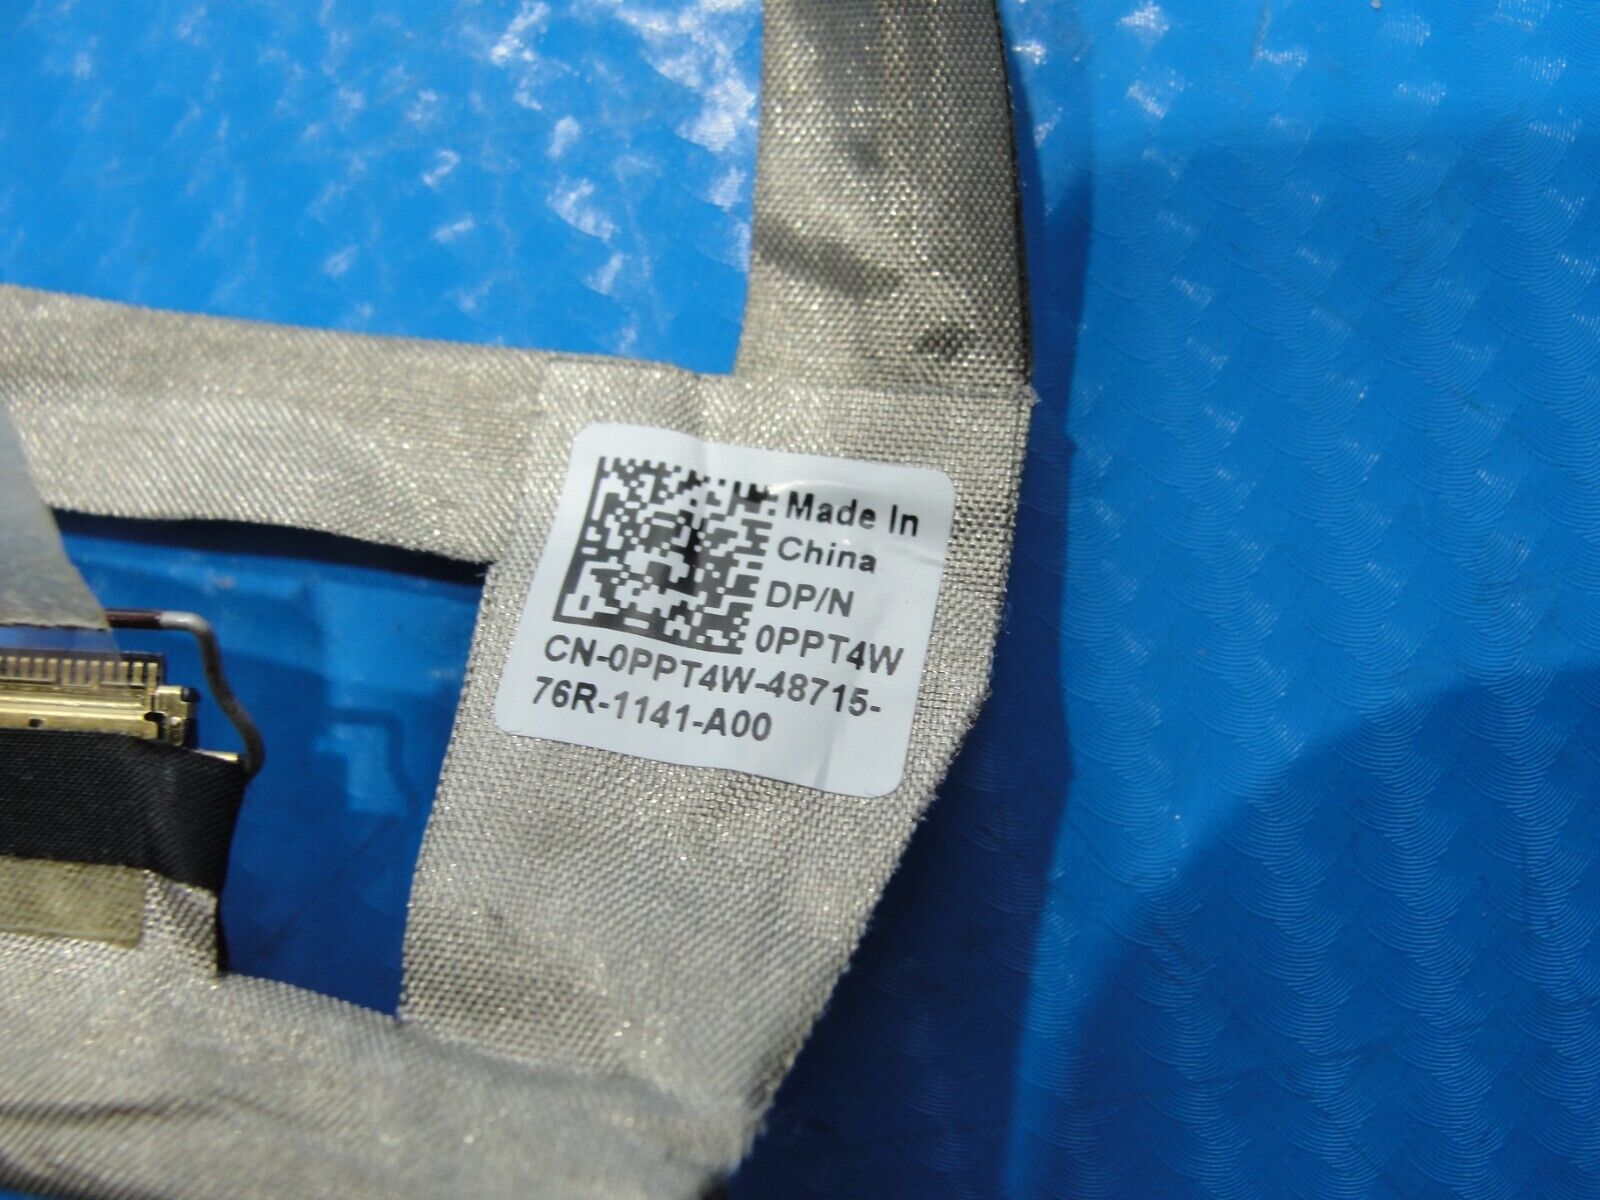 Made In
China
DP/N
0PPT4W
CN-0PPT4W-48715-
76R-1141-A00